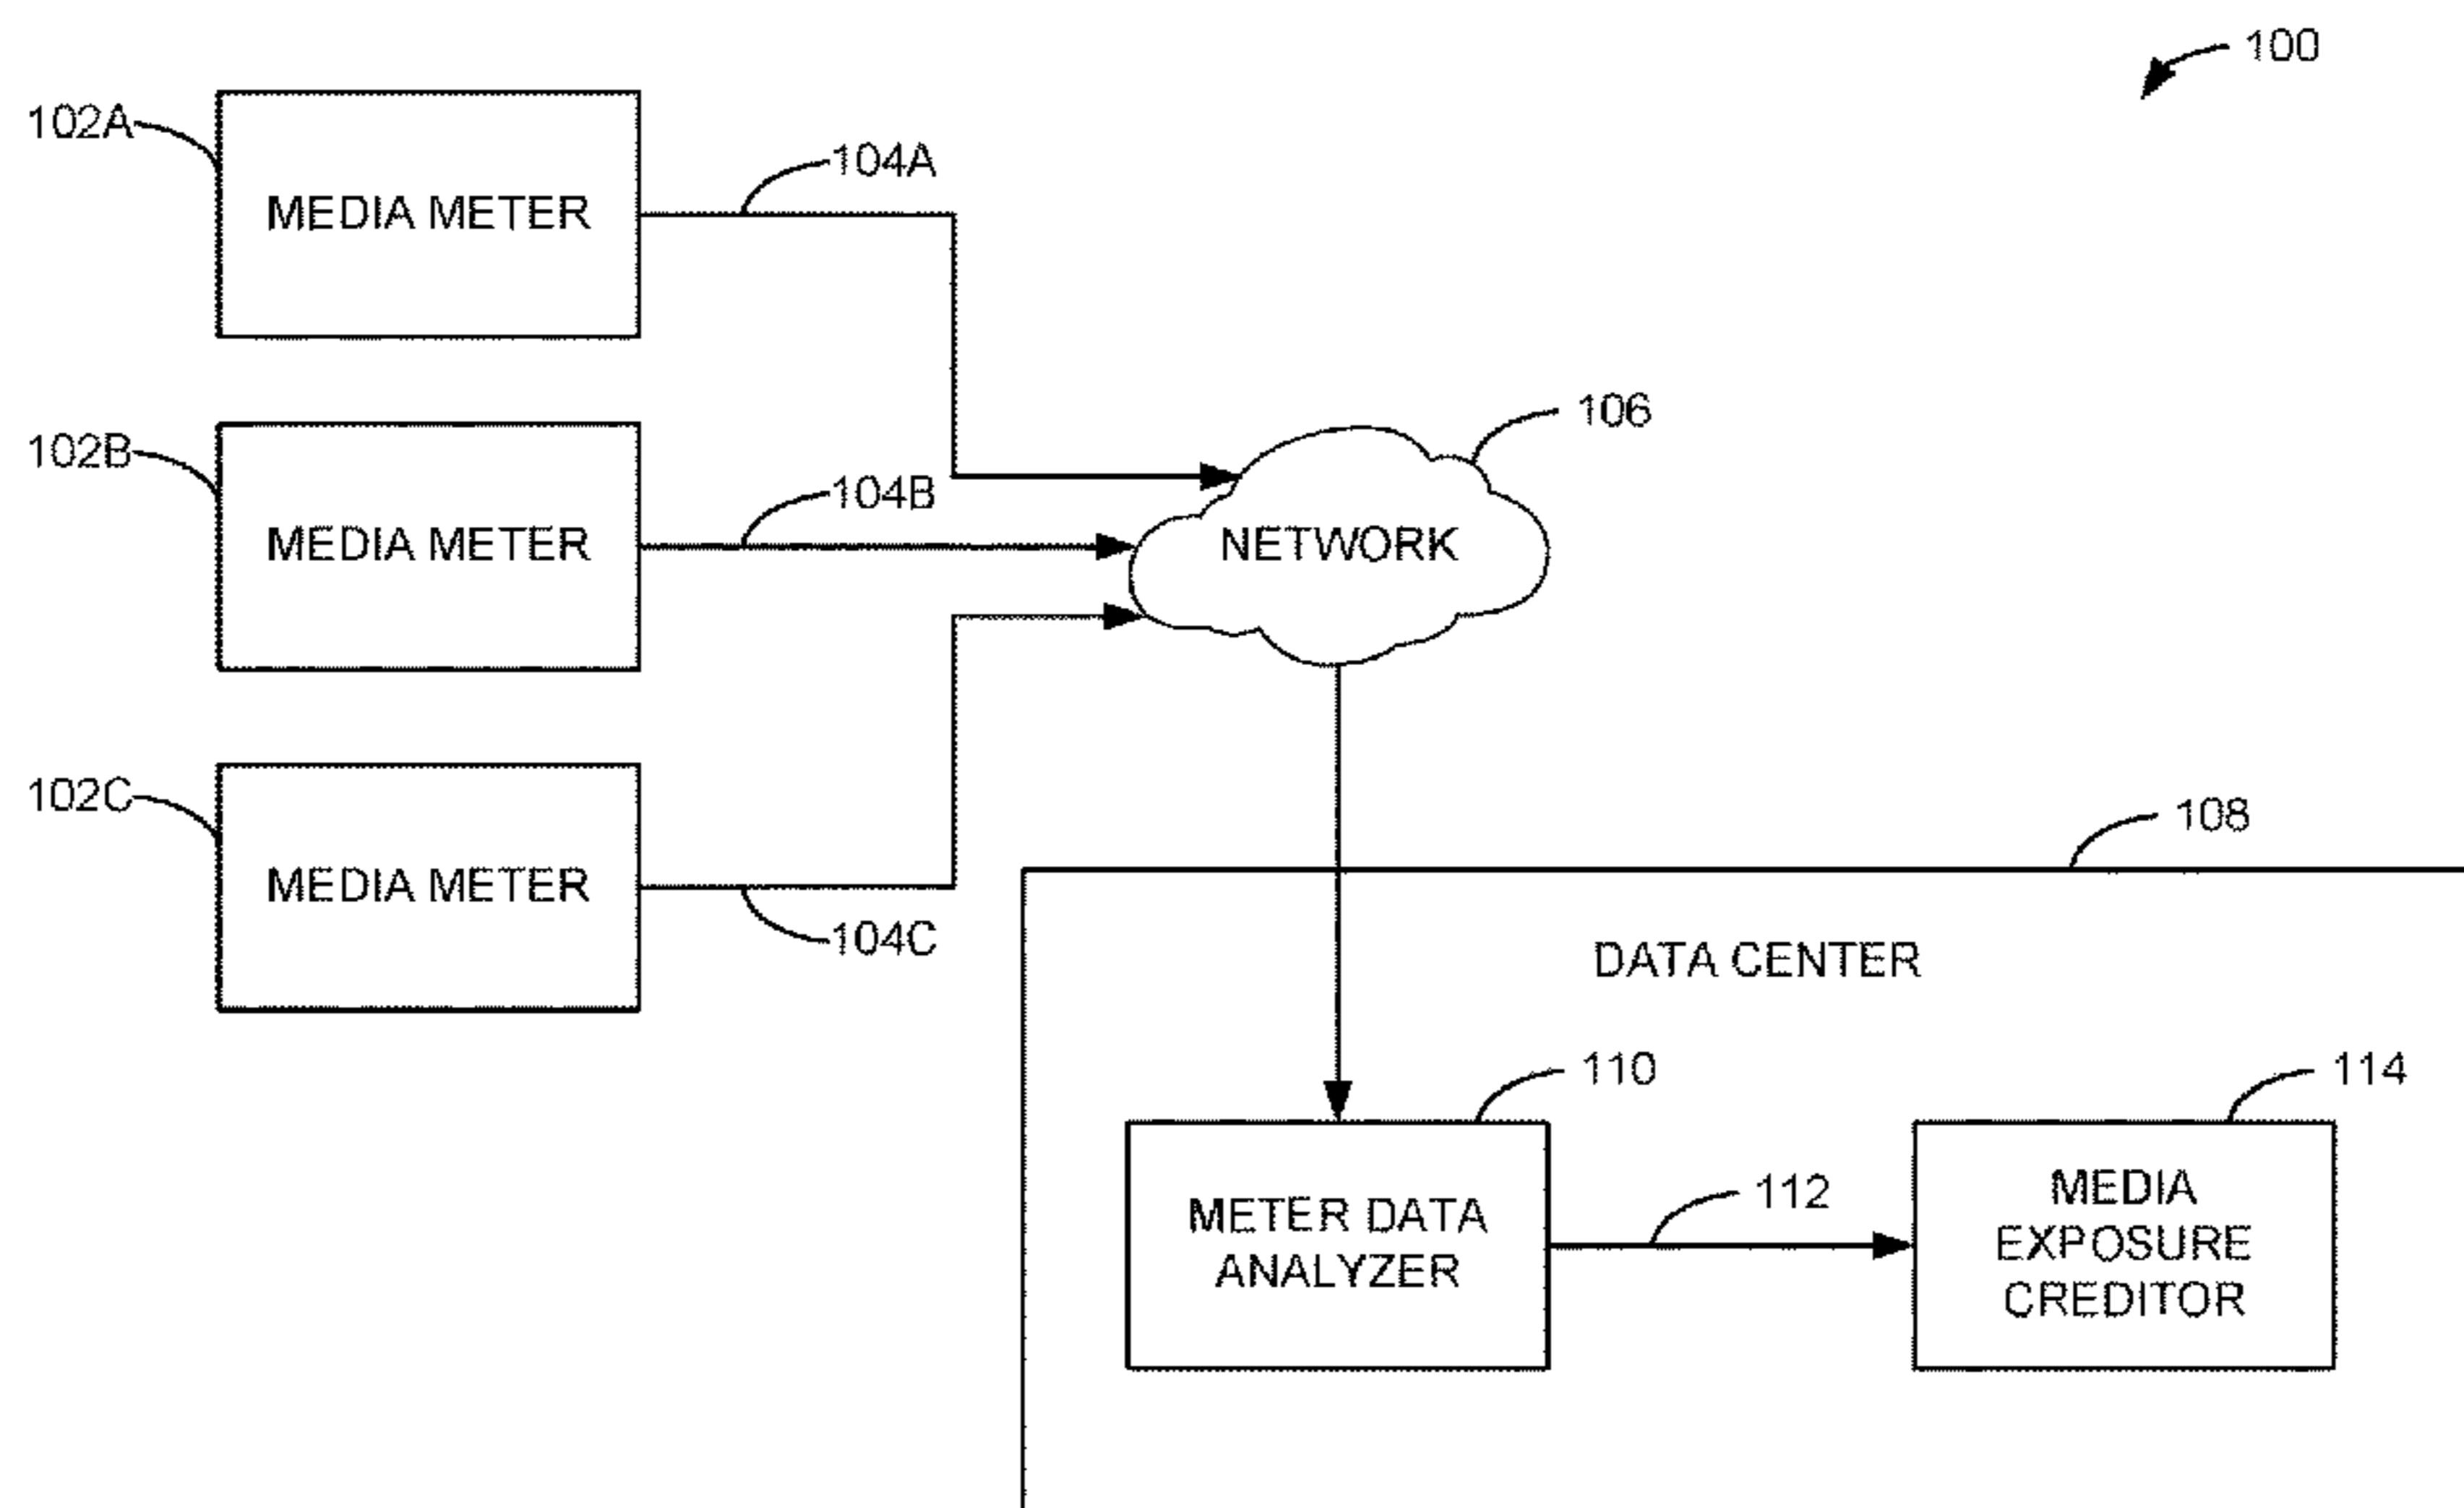 100
102A
MEDIA METER
104A
102B
MEDIA METER
104B
106
NETWORK
102C
MEDIA METER
104C
108
DATA CENTER
110
METER DATA
ANALYZER
112
114
MEDIA
EXPOSURE
CREDITOR